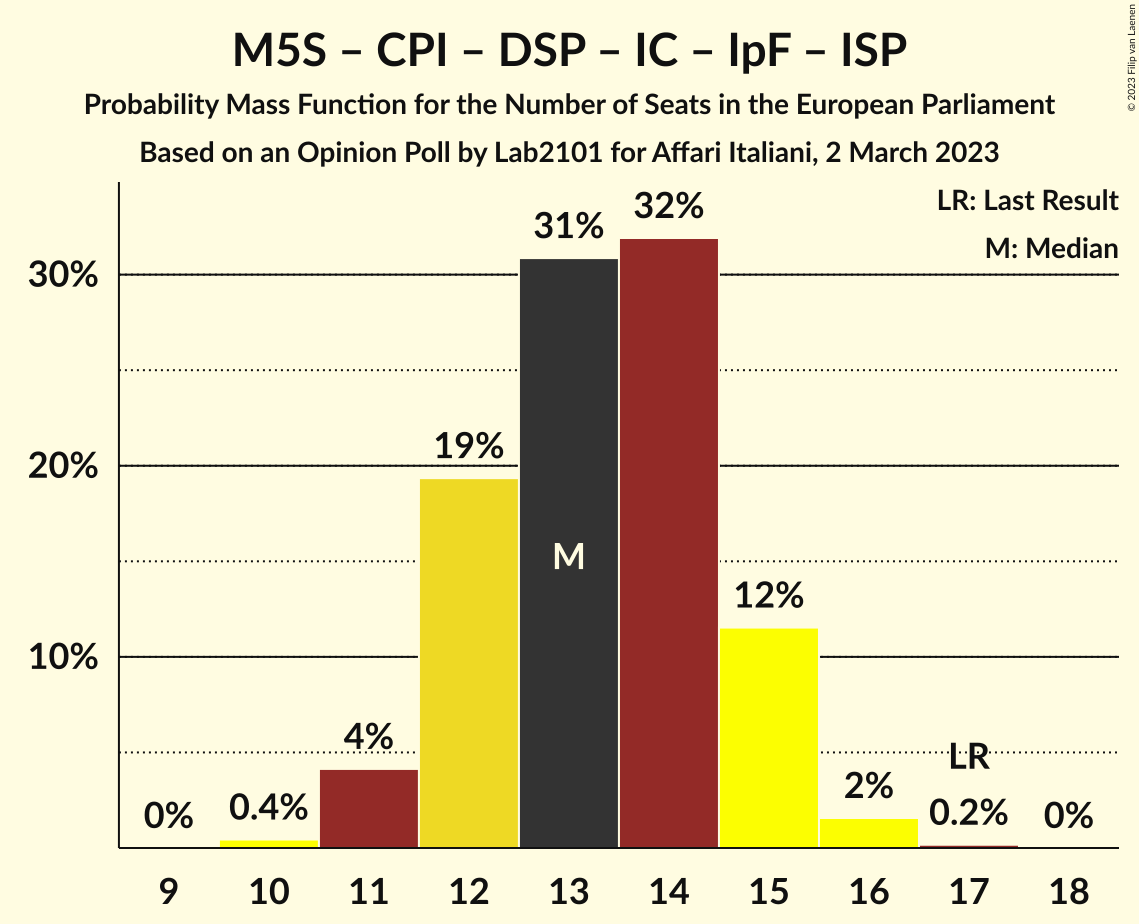 M5S – CPI – DSP – IC – IpF – ISP
Probability Mass Function for the Number of Seats in the European Parliament
Based on an Opinion Poll by Lab2101 for Affari Italiani, 2 March 2023
© 2023 Filip van Laenen
LR: Last Result
M: Median
30%
20%
10%
0%
0.4%
4%
19%
31%
M
32%
12%
2%
LR
0.2%
0%
9 10 11 12 13 14 15 16 17 18